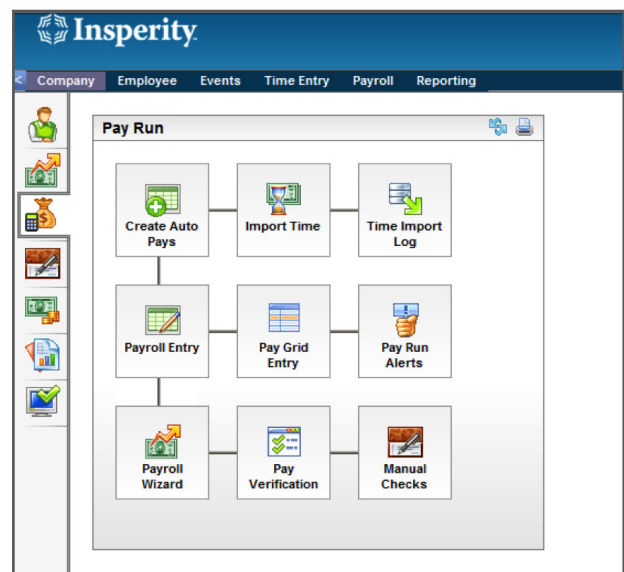 Insperity
< Company Employee Events Time Entry Payroll Reporting
Pay Run
Create Auto
Pays
Import Time
Time Import
Log
Payroll Entry
Pay Grid
Entry
Pay Run
Alerts
Payroll
Wizard
Pay
Verification
Manual
Checks